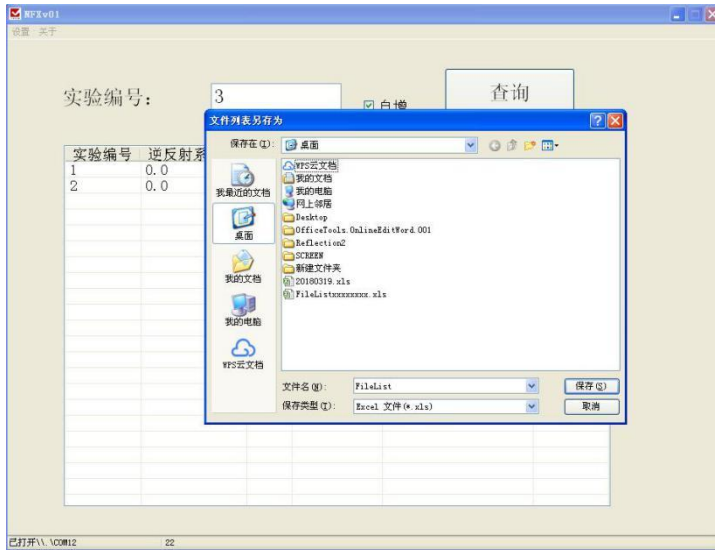 NFXv01
设置 关于
实验编号: 3 自增 查询
实验编号 逆反射系
1 0.0
2 0.0
文件列表另存为
保存在(I): 桌面
我最近的文档
桌面
我的文档
我的电脑
WPS云文档
WPS云文档
我的文档
我的电脑
网上邻居
Desktop
OfficeTools.OnlineEditWord.001
Reflection2
SCREEN
新建文件夹
20180319.xls
FileListxxxxxxxx.xls
文件名(N): FileList 保存(S)
保存类型(T): Excel 文件(*.xls) 取消
已打开\\.\COM12 22